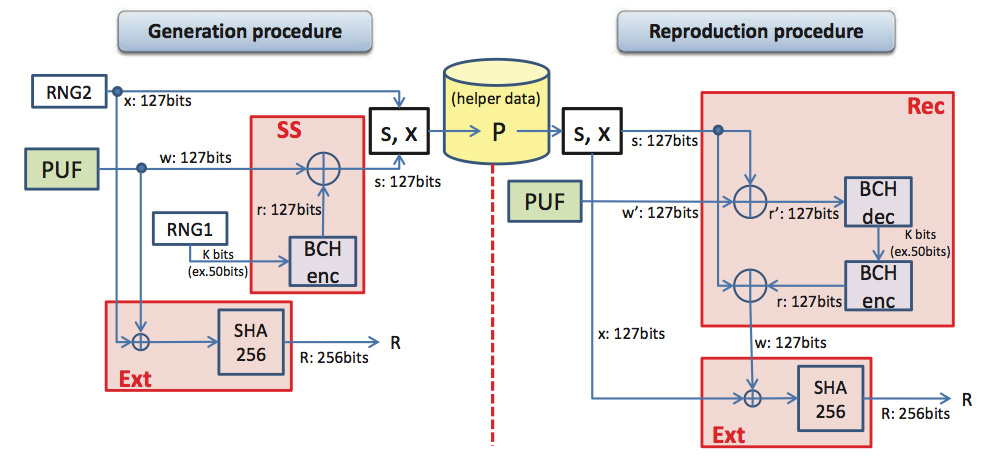 Generation procedure
Reproduction procedure
RNG2
x: 127bits
SS
PUF
w: 127bits
r: 127bits
RNG1
K bits
(ex.50bits)
BCH
enc
s, x
s: 127bits
(helper data)
P
s, x
Ext
SHA
256
R: 256bits
R
Rec
s: 127bits
PUF
w’: 127bits
r’: 127bits
BCH
dec
K bits
(ex.50bits)
BCH
enc
r: 127bits
x: 127bits
w: 127bits
Ext
SHA
256
R: 256bits
R